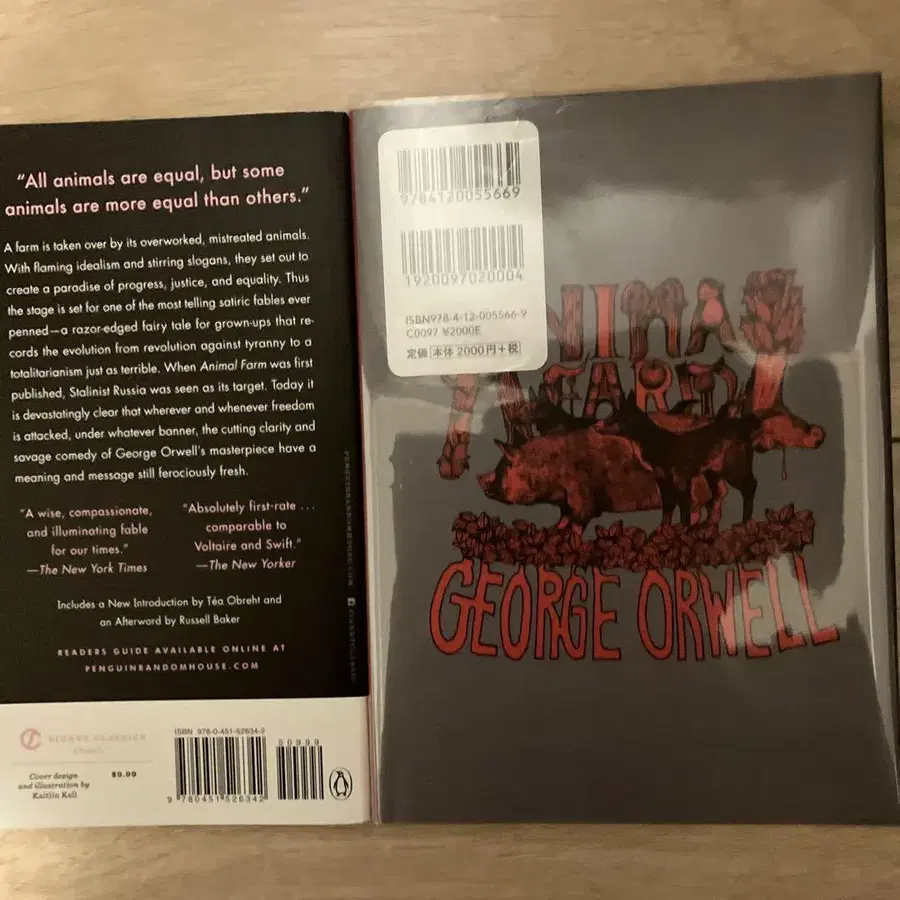 “All animals are equal, but some
animals are more equal than others.”
A farm is taken over by its overworked, mistreated animals.
With flaming idealism and stirring slogans, they set out to
create a paradise of progress, justice, and equality. Thus
the stage is set for one of the most telling satiric fables ever
penned—a razor-edged fairy tale for grown-ups that re-
cords the evolution from revolution against tyranny to a
totalitarianism just as terrible. When Animal Farm was first
published, Stalinist Russia was seen as its target. Today it
is devastatingly clear that wherever and whenever freedom
is attacked, under whatever banner, the cutting clarity and
savage comedy of George Orwell’s masterpiece have a
meaning and message still ferociously fresh.
“A wise, compassionate,
and illuminating fable
for our times.”
—The New York Times
“Absolutely first-rate . . .
comparable to
Voltaire and Swift.”
—The New Yorker
Includes a New Introduction by Téa Obreht and
an Afterword by Russell Baker
READERS GUIDE AVAILABLE ONLINE AT
PENGUINRANDOMHOUSE.COM
SIGNET CLASSICS
Cover design
and illustration by
Kaitlin Kall
$9.99
ISBN 978-0-451-52634-2
50999
9 780451 526342
PENGUINRANDOMHOUSE.COM
9784120055669
1920097020004
ISBN978-4-12-005566-9
C0097 ¥2000E
定価 本体 2000円+税
ANIMAL
FARM
GEORGE ORWELL